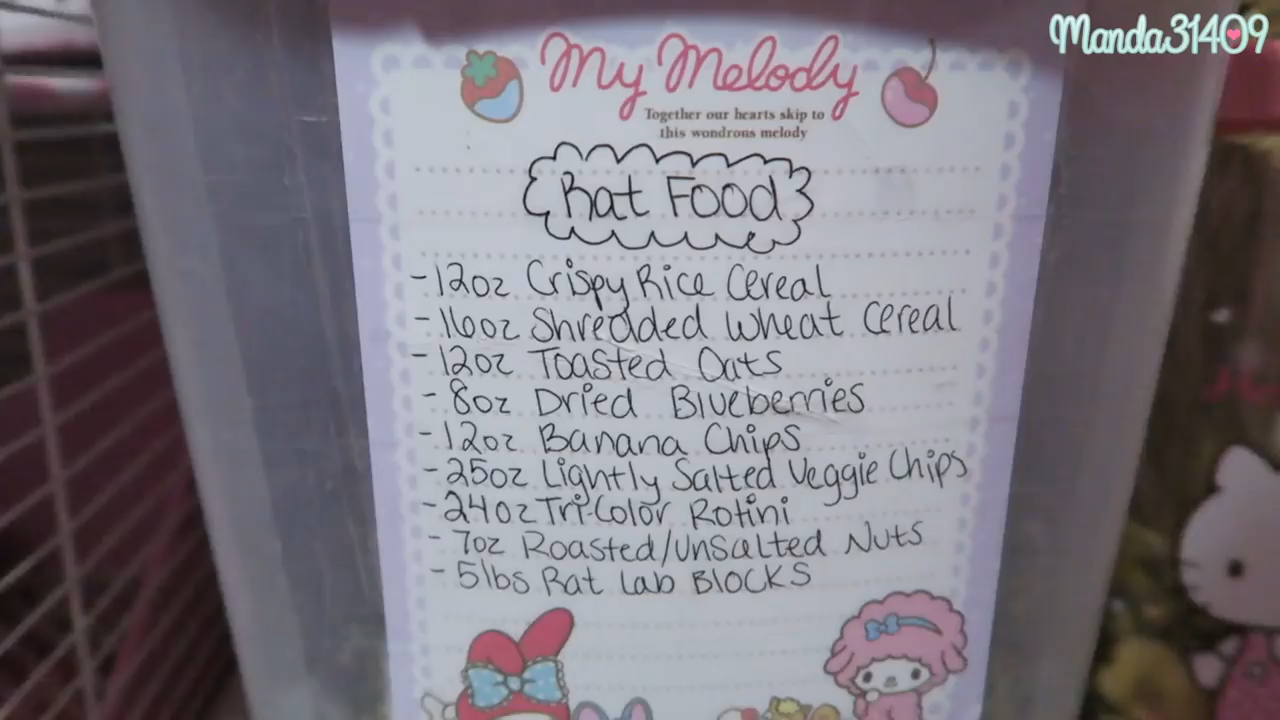 Manda31409
My Melody
Together our hearts skip to
this wondrous melody
Rat Food
-12oz Crispy Rice Cereal
-16oz Shredded Wheat Cereal
-12oz Toasted Oats
- 8oz Dried Blueberries
-12oz Banana Chips
-25oz Lightly Salted Veggie Chips
-24oz Tri-Color Rotini
- 7oz Roasted/Unsalted Nuts
- 5lbs Rat Lab Blocks